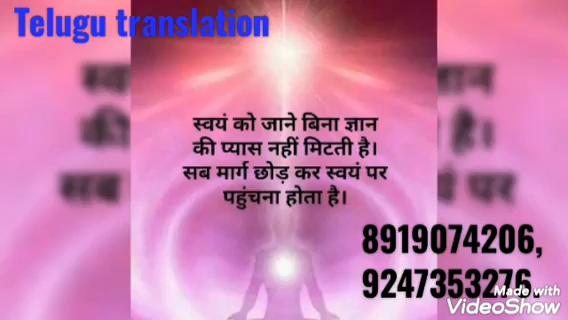 Telugu translation
स्वयं को जाने बिना ज्ञान
की प्यास नहीं मिटती है।
सब मार्ग छोड़ कर स्वयं पर
पहुंचना होता है।
8919074206,
9247353276.
Made with
VideoShow